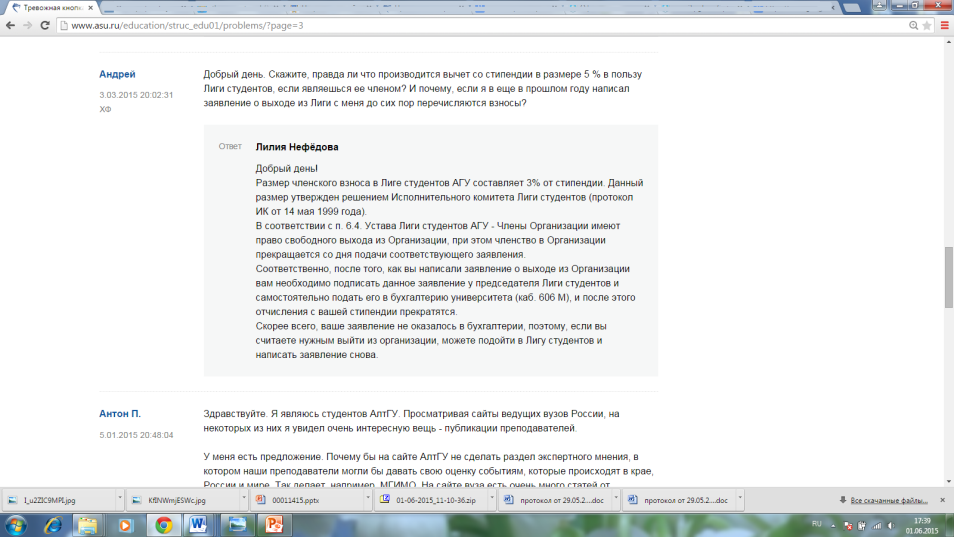 Тревожная кнопк
www.asu.ru/education/struc_edu01/problems/?page=3
Андрей
3.03.2015 20:02:31
ХФ
Добрый день. Скажите, правда ли что производится вычет со стипендии в размере 5 % в пользу
Лиги студентов, если являешься ее членом? И почему, если я еще в прошлом году написал
заявление о выходе из Лиги с меня до сих пор перечисляются взносы?
Ответ
Лилия Нефёдова
Добрый день!
Размер членского взноса в Лиге студентов АГУ составляет 3% от стипендии. Данный
размер утвержден решением Исполнительного комитета Лиги студентов (протокол
ИК от 14 мая 1999 года).
В соответствии с п. 6.4. Устава Лиги студентов АГУ - Члены Организации имеют
право свободного выхода из Организации, при этом членство в Организации
прекращается со дня подачи соответствующего заявления.
Соответственно, после того, как вы написали заявление о выходе из Организации
вам необходимо подписать данное заявление у председателя Лиги студентов и
самостоятельно подать его в бухгалтерию университета (каб. 606 М), и после этого
отчисления с вашей стипендии прекратятся.
Скорее всего, ваше заявление не оказалось в бухгалтерии, поэтому, если вы
считаете нужным выйти из организации, можете подойти в Лигу студентов и
написать заявление снова.
Антон П.
5.01.2015 20:48:04
Здравствуйте. Я являюсь студентов АлтГУ. Просматривая сайты ведущих вузов России, на
некоторых из них я увидел очень интересную вещь - публикации преподавателей.
У меня есть предложение. Почему бы на сайте АлтГУ не сделать раздел экспертного мнения, в
котором наши преподаватели могли бы давать свою оценку событиям, которые происходят в крае,
России и мире. Так делает, например, МГИМО. На сайте вуза есть очень много статей от
I_u2ZIC9MPI.jpg
KfINWmjESWc.jpg
00011415.pptx
01-06-2015_11-10-36.zip
протокол от 29.05.2....doc
протокол от 29.05.2....doc
Все скачанные файлы...
RU
17:39
01.06.2015